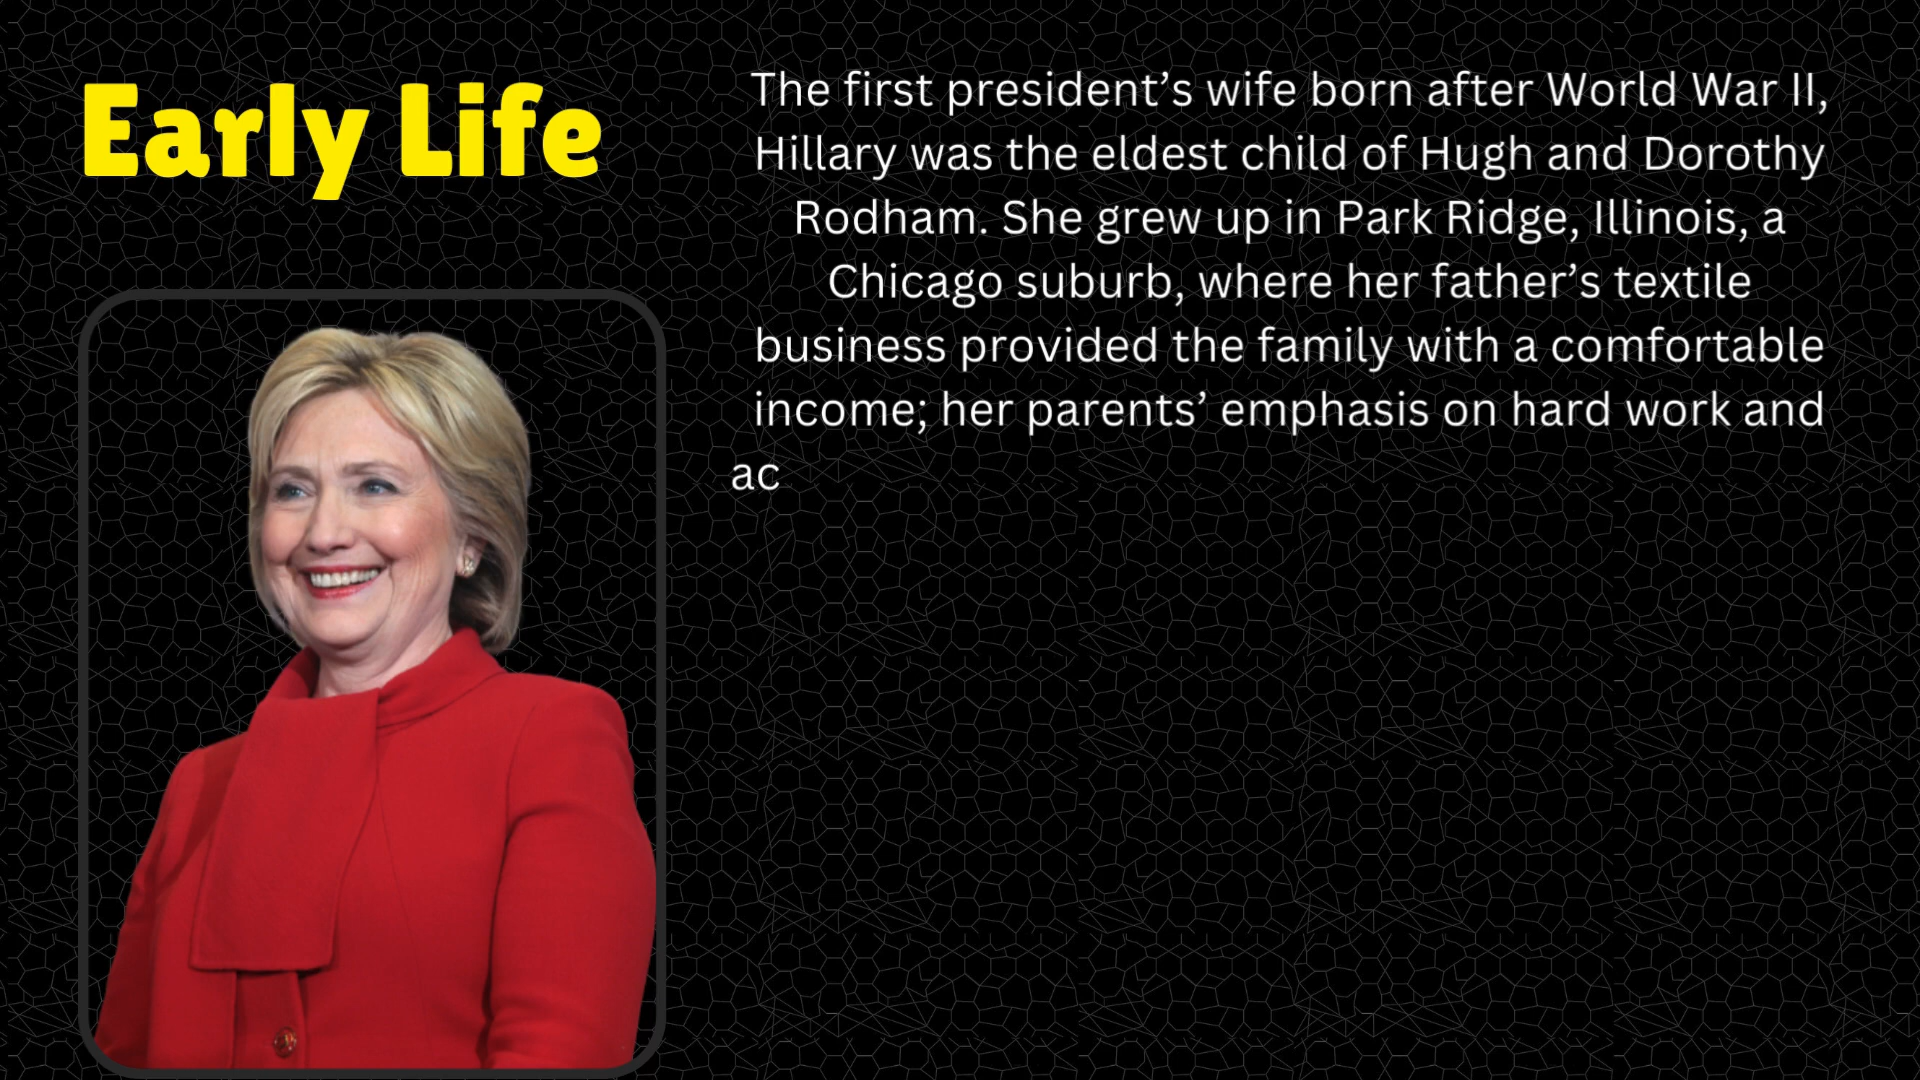 Early Life
The first president’s wife born after World War II,
Hillary was the eldest child of Hugh and Dorothy
Rodham. She grew up in Park Ridge, Illinois, a
Chicago suburb, where her father’s textile
business provided the family with a comfortable
income; her parents’ emphasis on hard work and
ac